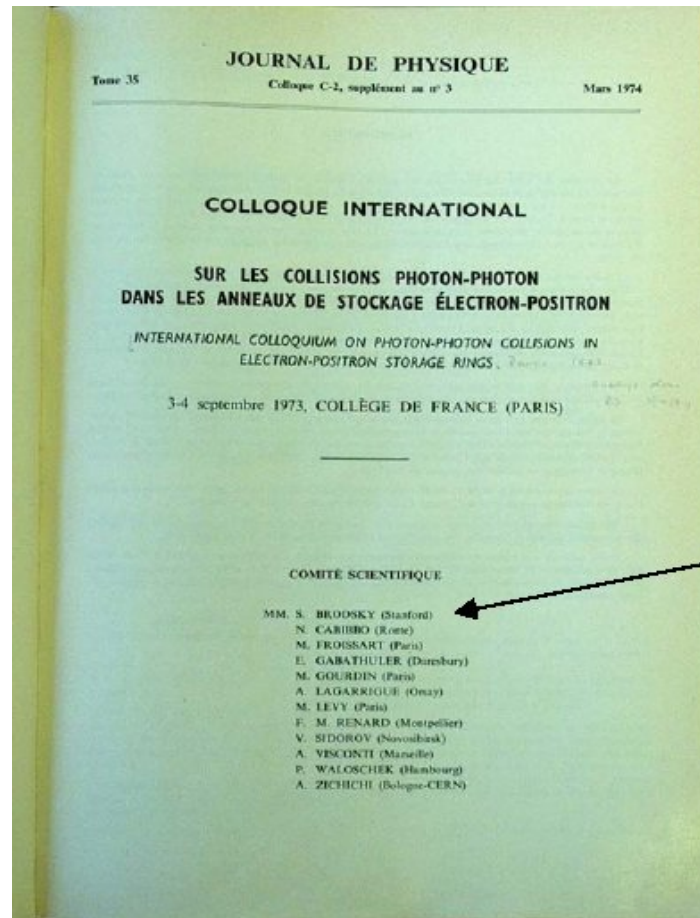 JOURNAL DE PHYSIQUE
Tome 35 Colloque C-2, supplément au n° 3 Mars 1974
COLLOQUE INTERNATIONAL
SUR LES COLLISIONS PHOTON-PHOTON
DANS LES ANNEAUX DE STOCKAGE ÉLECTRON-POSITRON
INTERNATIONAL COLLOQUIUM ON PHOTON-PHOTON COLLISIONS IN
ELECTRON-POSITRON STORAGE RINGS.
3-4 septembre 1973, COLLÈGE DE FRANCE (PARIS)
COMITÉ SCIENTIFIQUE
MM. S. BRODSKY (Stanford)
N. CABIBBO (Rome)
M. FROISSART (Paris)
E. GABATHULER (Daresbury)
M. GOURDIN (Paris)
A. LAGARRIGUE (Orsay)
M. LEVY (Paris)
F. M. RENARD (Montpellier)
V. SIDOROV (Novosibirsk)
A. VISCONTI (Marseille)
P. WALOSCHEK (Hambourg)
A. ZICHICHI (Bologne-CERN)